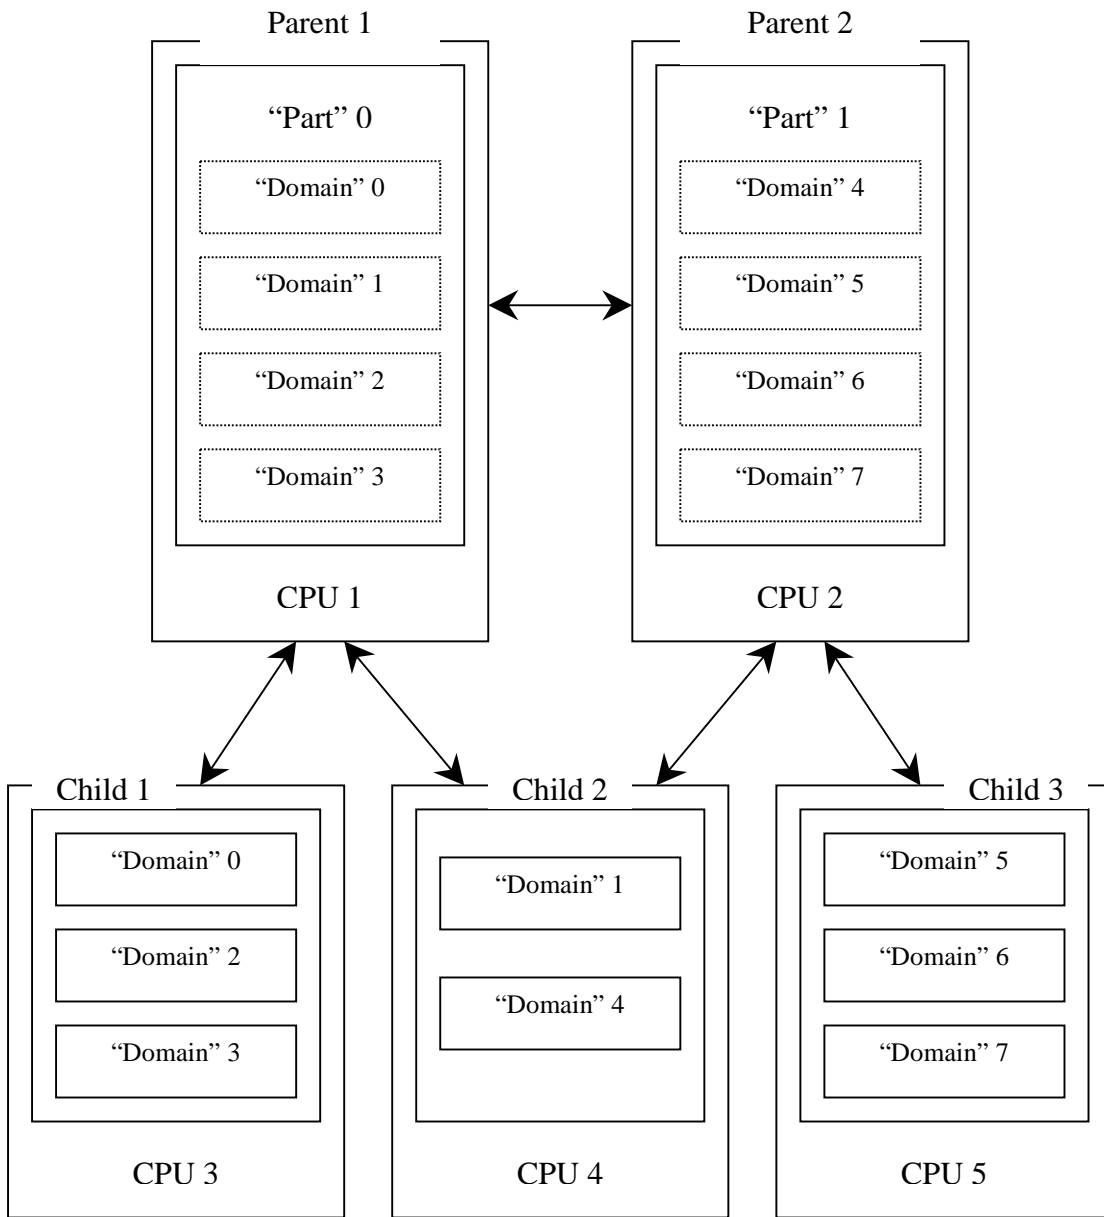 Parent 1
“Part” 0
“Domain” 0
“Domain” 1
“Domain” 2
“Domain” 3
CPU 1
Parent 2
“Part” 1
“Domain” 4
“Domain” 5
“Domain” 6
“Domain” 7
CPU 2
Child 1
“Domain” 0
“Domain” 2
“Domain” 3
CPU 3
Child 2
“Domain” 1
“Domain” 4
CPU 4
Child 3
“Domain” 5
“Domain” 6
“Domain” 7
CPU 5